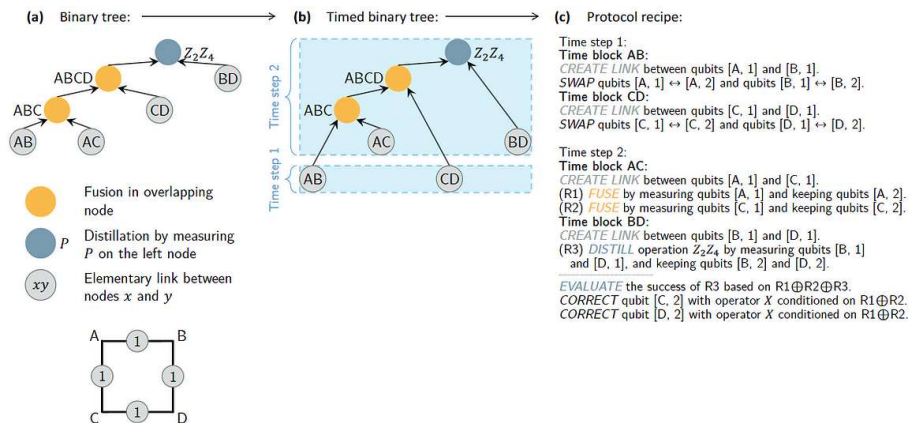 (a) Binary tree:
Z₂Z₄
ABCD
BD
ABC
CD
AB
AC
Fusion in overlapping
node
P
Distillation by measuring
P on the left node
xy
Elementary link between
nodes x and y
A
1
B
1
1
C
1
D
(b) Timed binary tree:
Time step 2
Z₂Z₄
ABCD
ABC
AC
BD
Time step 1
AB
CD
(c) Protocol recipe:
Time step 1:
Time block AB:
CREATE LINK between qubits [A, 1] and [B, 1].
SWAP qubits [A, 1] ↔ [A, 2] and qubits [B, 1] ↔ [B, 2].
Time block CD:
CREATE LINK between qubits [C, 1] and [D, 1].
SWAP qubits [C, 1] ↔ [C, 2] and qubits [D, 1] ↔ [D, 2].
Time step 2:
Time block AC:
CREATE LINK between qubits [A, 1] and [C, 1].
(R1) FUSE by measuring qubits [A, 1] and keeping qubits [A, 2].
(R2) FUSE by measuring qubits [C, 1] and keeping qubits [C, 2].
Time block BD:
CREATE LINK between qubits [B, 1] and [D, 1].
(R3) DISTILL operation Z₂Z₄ by measuring qubits [B, 1]
and [D, 1], and keeping qubits [B, 2] and [D, 2].
EVALUATE the success of R3 based on R1⊕R2⊕R3.
CORRECT qubit [C, 2] with operator X conditioned on R1⊕R2.
CORRECT qubit [D, 2] with operator X conditioned on R1⊕R2.